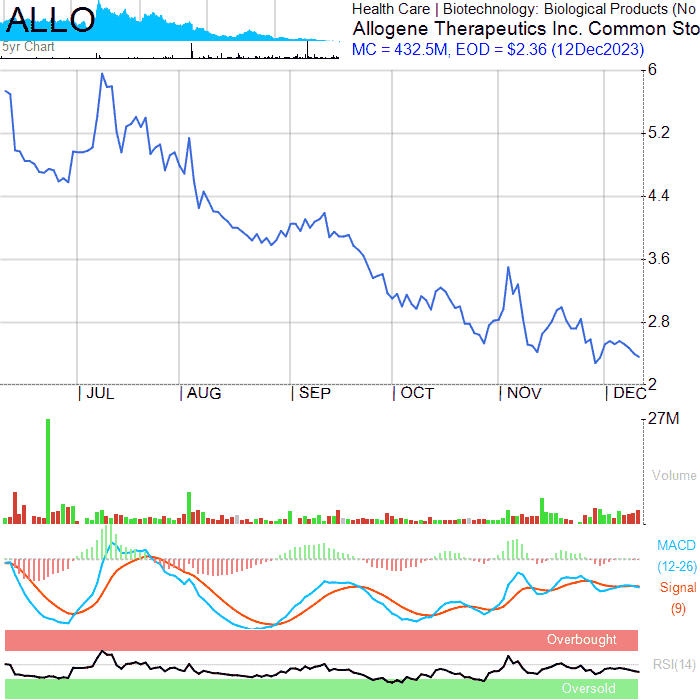 ALLO
Health Care | Biotechnology: Biological Products (No
Allogene Therapeutics Inc. Common Sto
MC = 432.5M, EOD = $2.36 (12Dec2023)
5yr Chart
6
5.2
4.4
3.6
2.8
2
| JUL | AUG | SEP | OCT | NOV | DEC
27M
Volume
MACD
(12-26)
Signal
(9)
Overbought
RSI(14)
Oversold